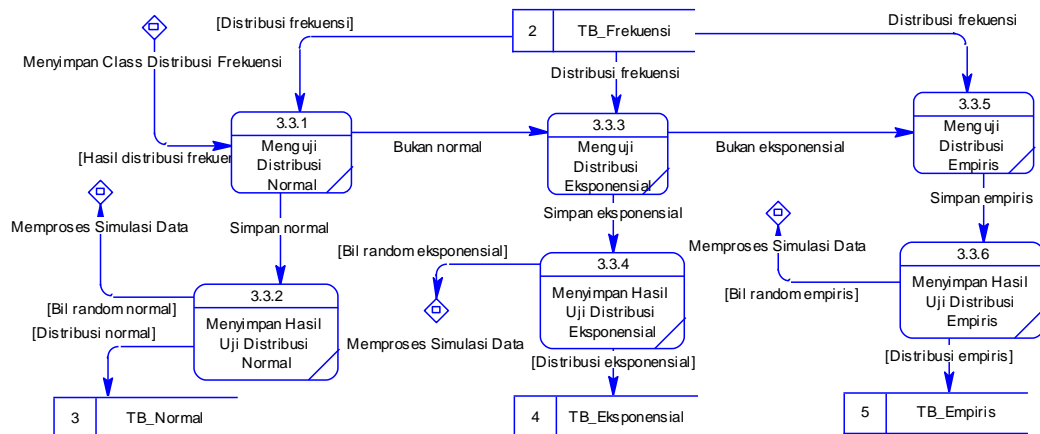 [Distribusi frekuensi]
2 TB_Frekuensi
Distribusi frekuensi
Menyimpan Class Distribusi Frekuensi
Distribusi frekuensi
3.3.1
Menguji
Distribusi
Normal
3.3.3
Menguji
Distribusi
Eksponensial
3.3.5
Menguji
Distribusi
Empiris
Bukan normal
Bukan eksponensial
[Hasil distribusi frekue
Simpan normal
Simpan eksponensial
Simpan empiris
Memproses Simulasi Data
[Bil random eksponensial]
Memproses Simulasi Data
3.3.2
Menyimpan Hasil
Uji Distribusi
Normal
3.3.4
Menyimpan Hasil
Uji Distribusi
Eksponensial
3.3.6
Menyimpan Hasil
Uji Distribusi
Empiris
[Bil random normal]
[Bil random empiris]
[Distribusi normal]
Memproses Simulasi Data
[Distribusi eksponensial]
[Distribusi empiris]
3 TB_Normal
4 TB_Eksponensial
5 TB_Empiris